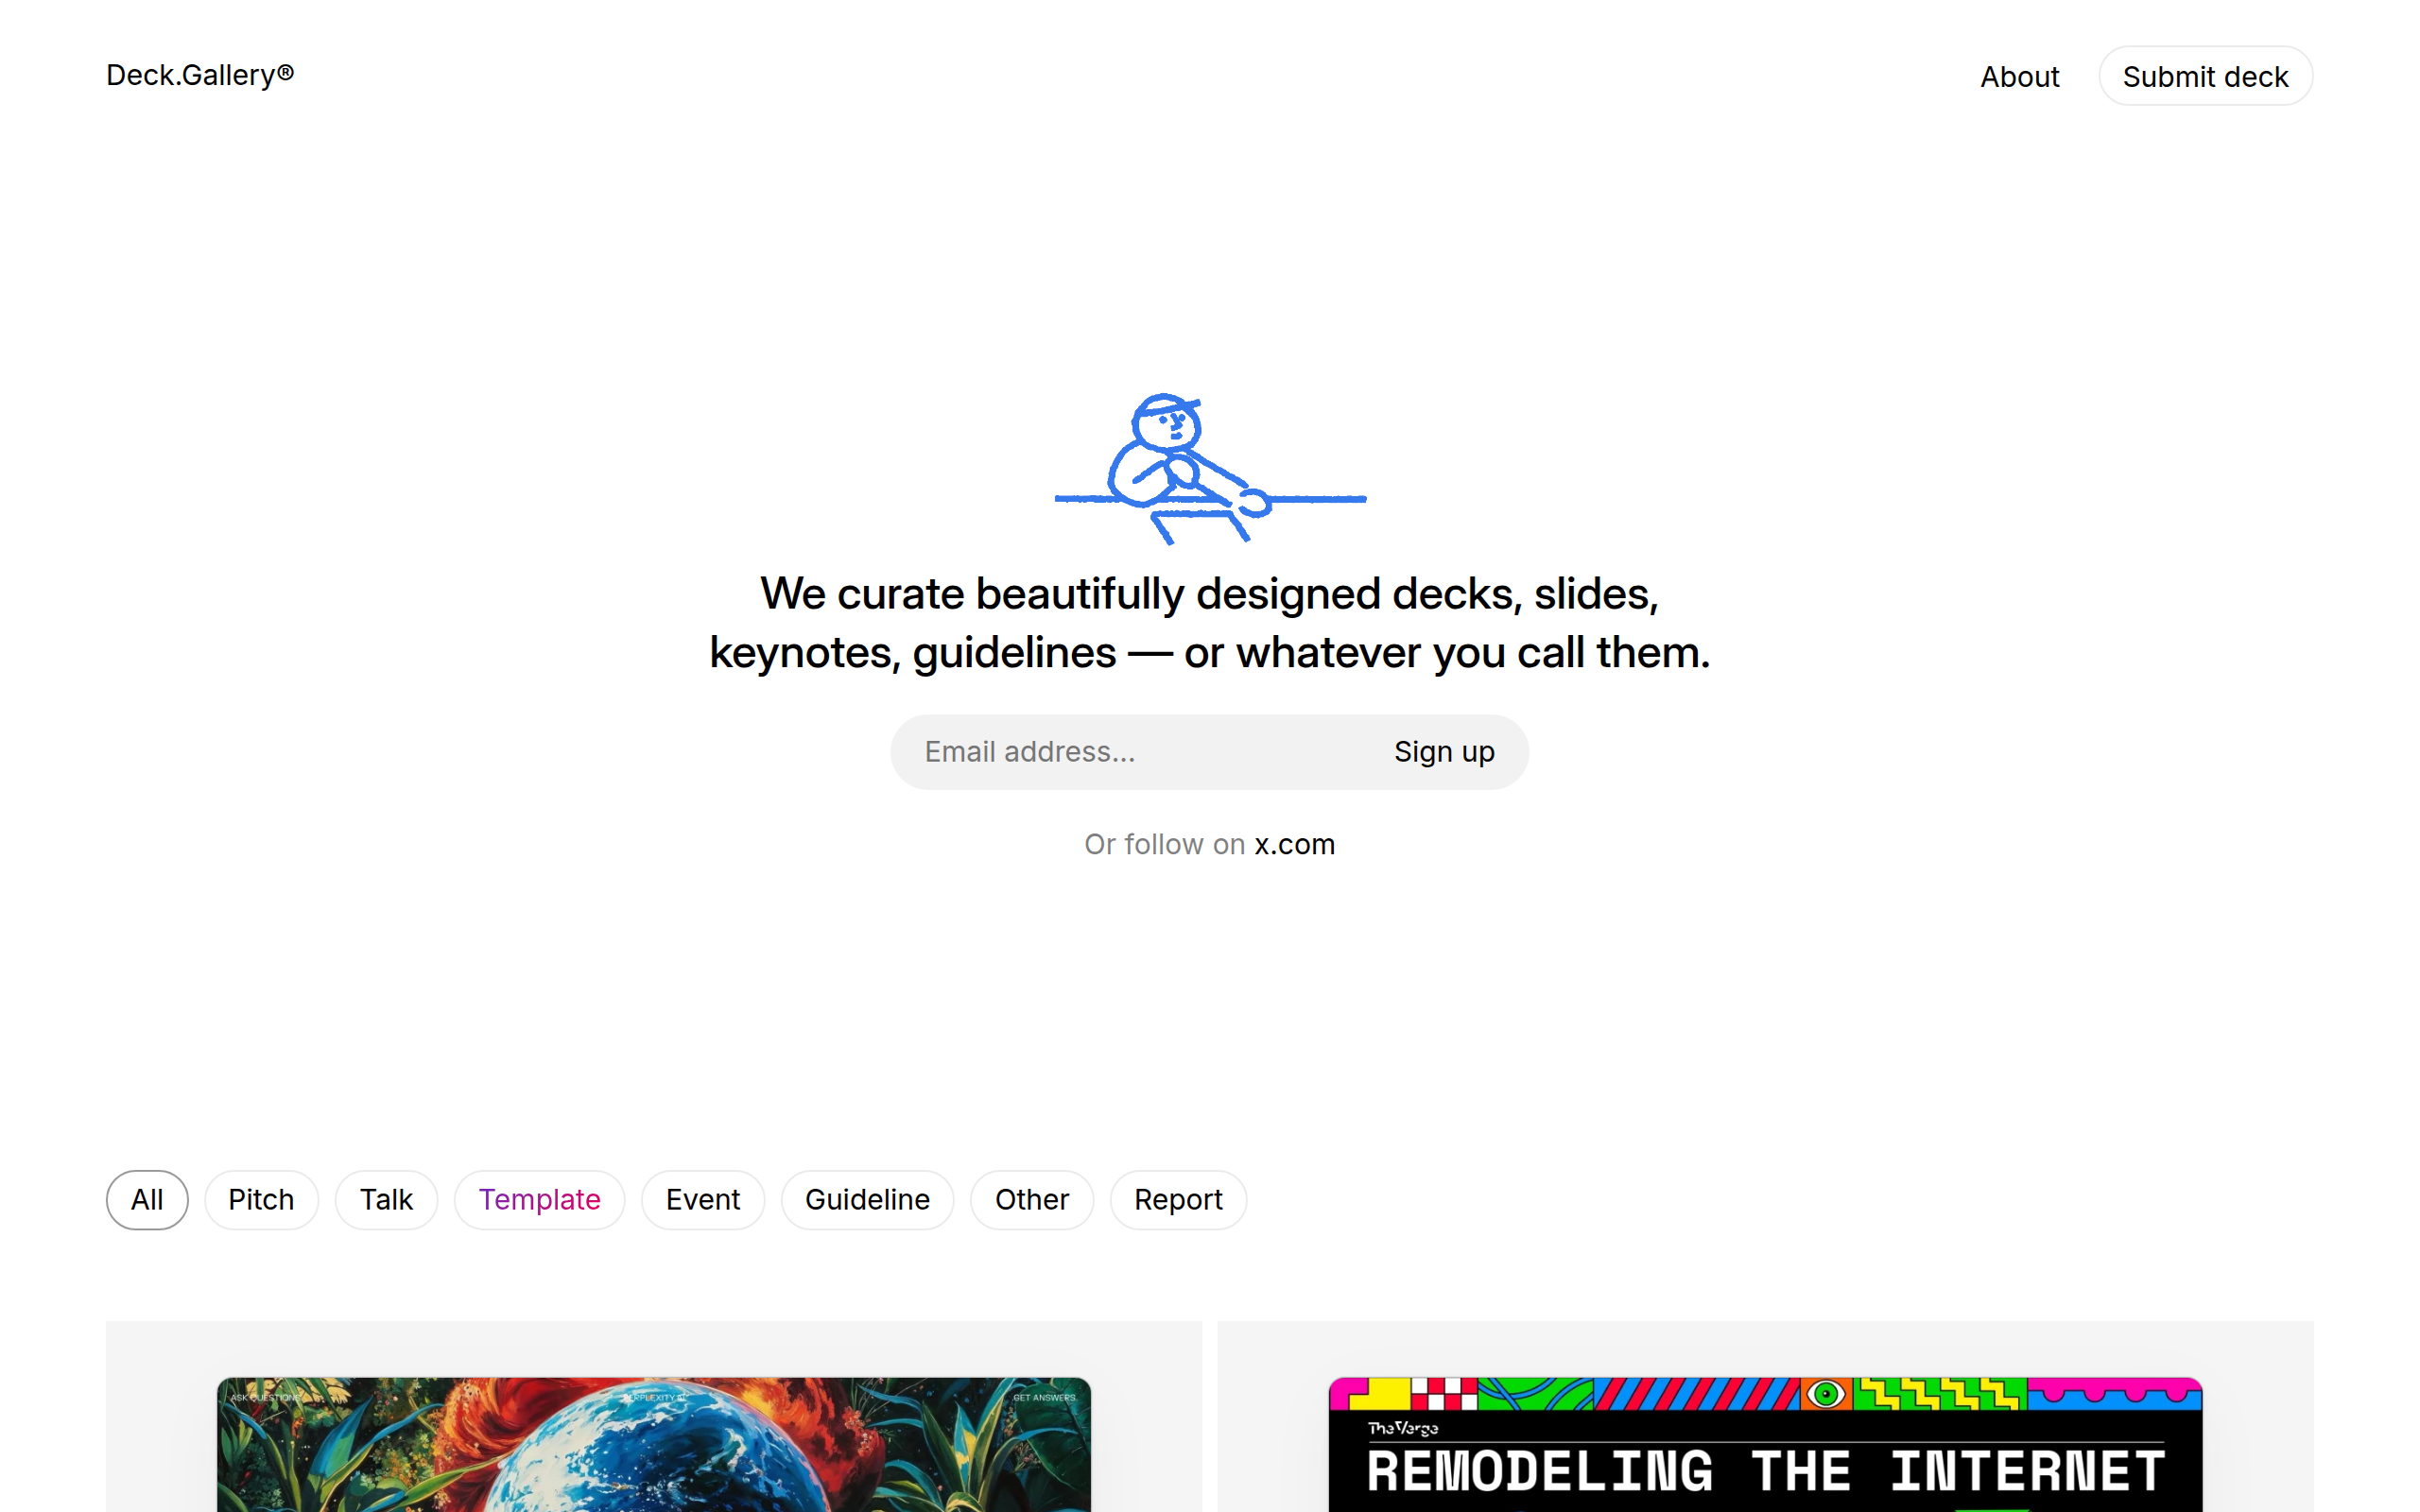 Deck.Gallery®
About
Submit deck
We curate beautifully designed decks, slides,
keynotes, guidelines — or whatever you call them.
Email address...
Sign up
Or follow on x.com
All
Pitch
Talk
Template
Event
Guideline
Other
Report
ASK QUESTIONS
PERPLEXITY AI
GET ANSWERS
TheVerge
REMODELING THE INTERNET